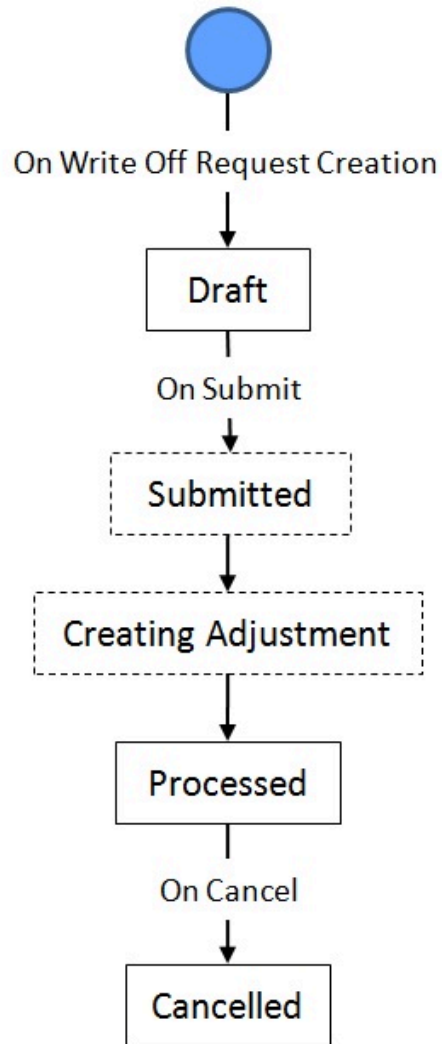 On Write Off Request Creation
Draft
On Submit
Submitted
Creating Adjustment
Processed
On Cancel
Cancelled